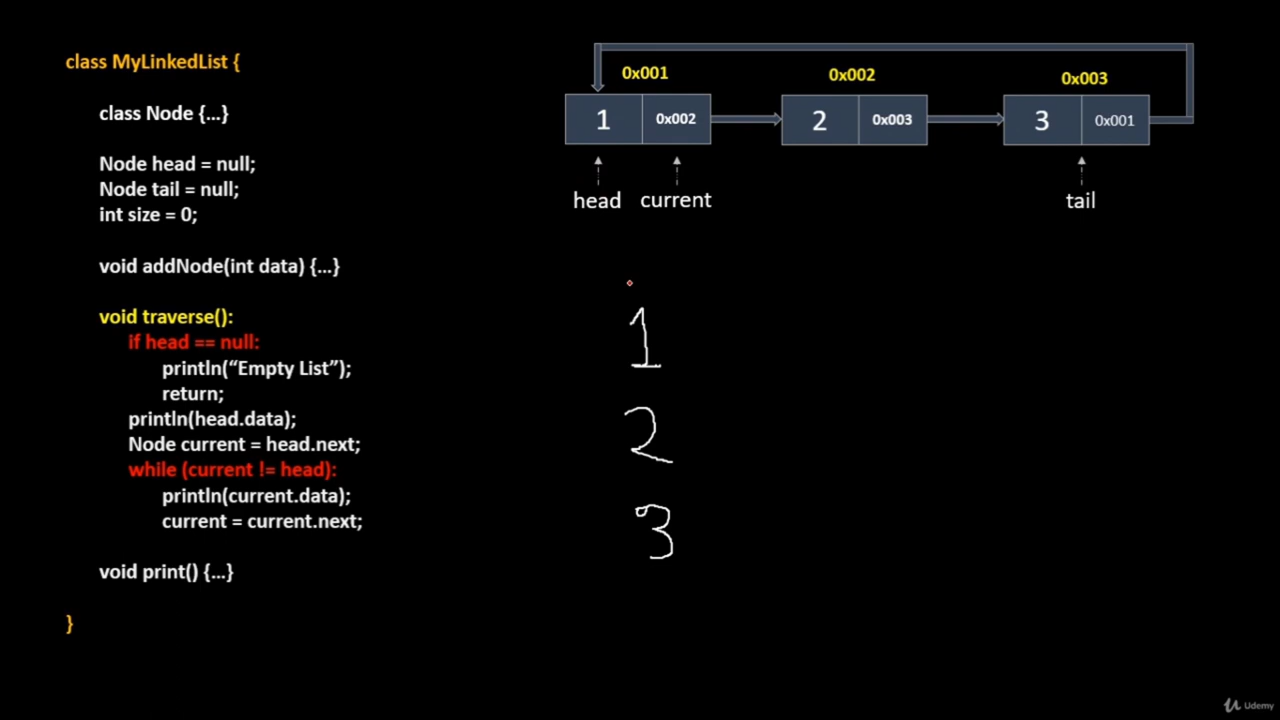 class MyLinkedList {
class Node {...}
Node head = null;
Node tail = null;
int size = 0;
void addNode(int data) {...}
void traverse():
if head == null:
println(“Empty List”);
return;
println(head.data);
Node current = head.next;
while (current != head):
println(current.data);
current = current.next;
void print() {...}
}
0x001 0x002 0x003
1 0x002 2 0x003 3 0x001
head current tail
1
2
3
Udemy